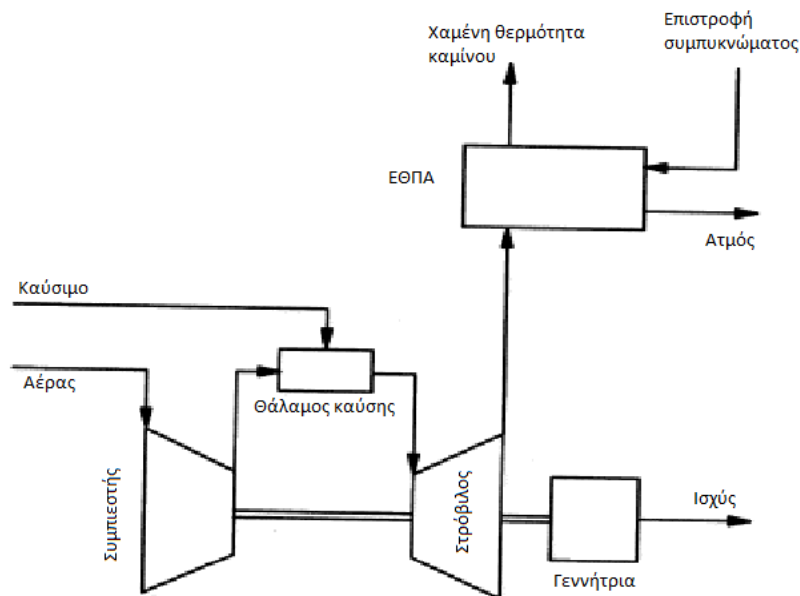 Χαμένη θερμότητα
καμίνου
Επιστροφή
συμπυκνώματος
ΕΘΠΑ
Ατμός
Καύσιμο
Αέρας
Θάλαμος καύσης
Συμπιεστής
Στρόβιλος
Ισχύς
Γεννήτρια